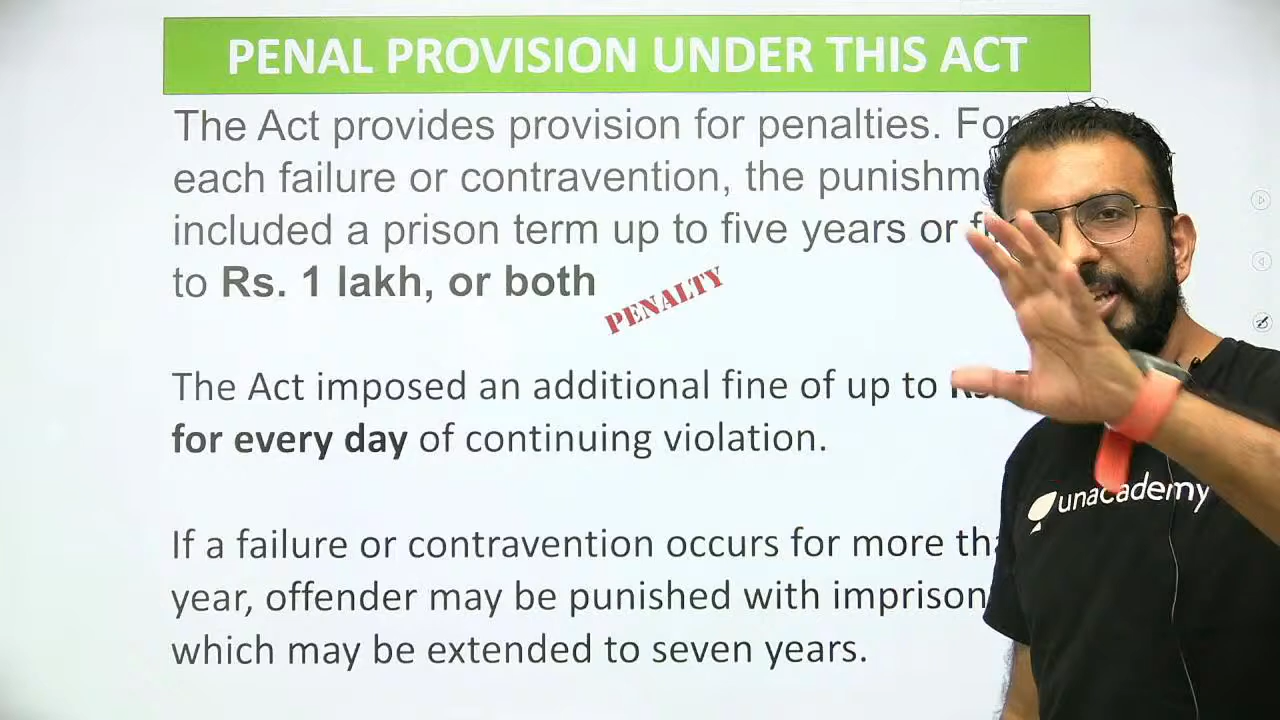 PENAL PROVISION UNDER THIS ACT
The Act provides provision for penalties. For
each failure or contravention, the
included a prison term up to five years or
to Rs. 1 lakh, or both
PENALTY
The Act imposed an additional fine of up to
for every day of continuing violation.
If a failure or contravention occurs for more
year, offender may be punished with
which may be extended to seven years.
unacademy